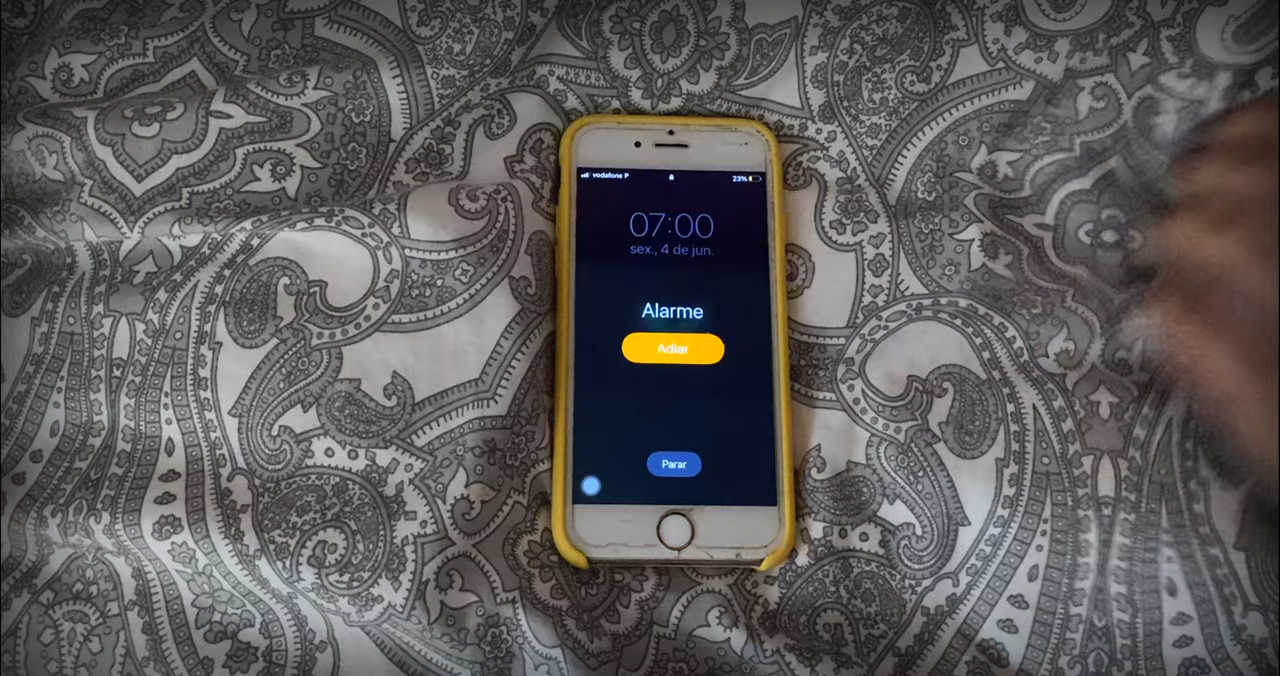 vodafone P
23%
07:00
sex., 4 de jun.
Alarme
Adiar
Parar